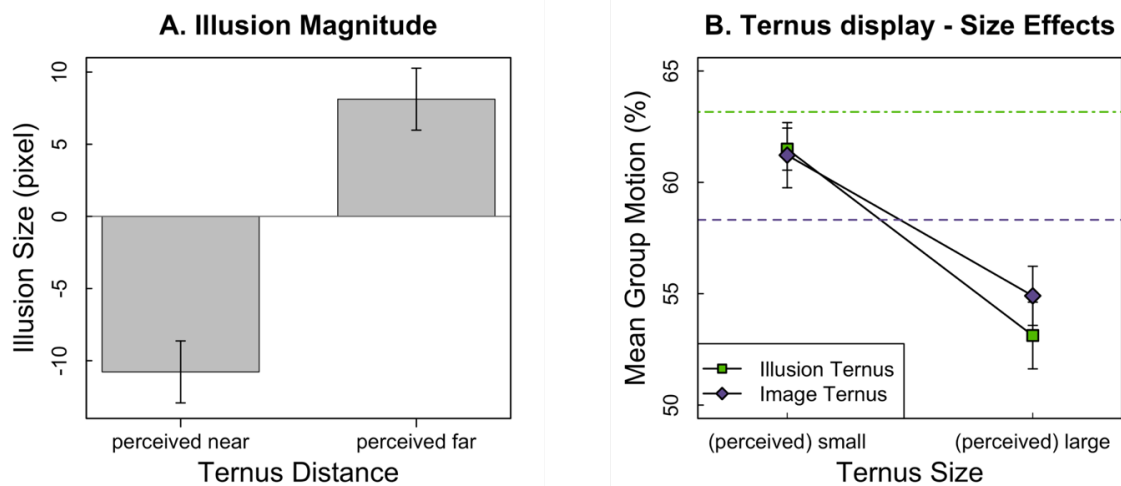 A. Illusion Magnitude
Illusion Size (pixel)
10
5
0
-5
-10
perceived near
perceived far
Ternus Distance
B. Ternus display - Size Effects
Mean Group Motion (%)
65
60
55
50
Illusion Ternus
Image Ternus
(perceived) small
(perceived) large
Ternus Size